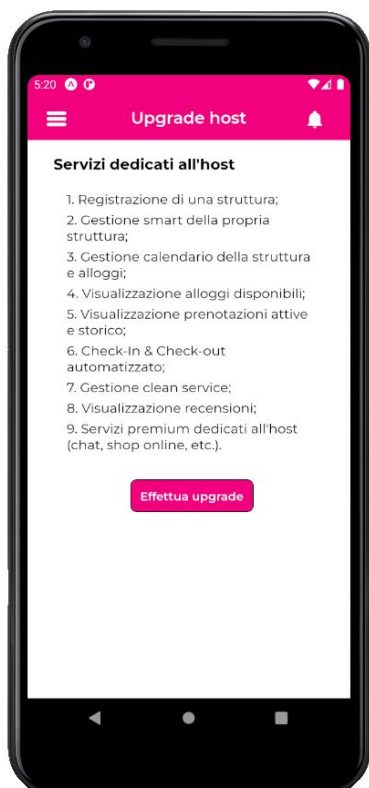 5:20
Upgrade host
Servizi dedicati all'host
1. Registrazione di una struttura;
2. Gestione smart della propria
struttura;
3. Gestione calendario della struttura
e alloggi;
4. Visualizzazione alloggi disponibili;
5. Visualizzazione prenotazioni attive
e storico;
6. Check-In & Check-out
automatizzato;
7. Gestione clean service;
8. Visualizzazione recensioni;
9. Servizi premium dedicati all'host
(chat, shop online, etc.).
Effettua upgrade